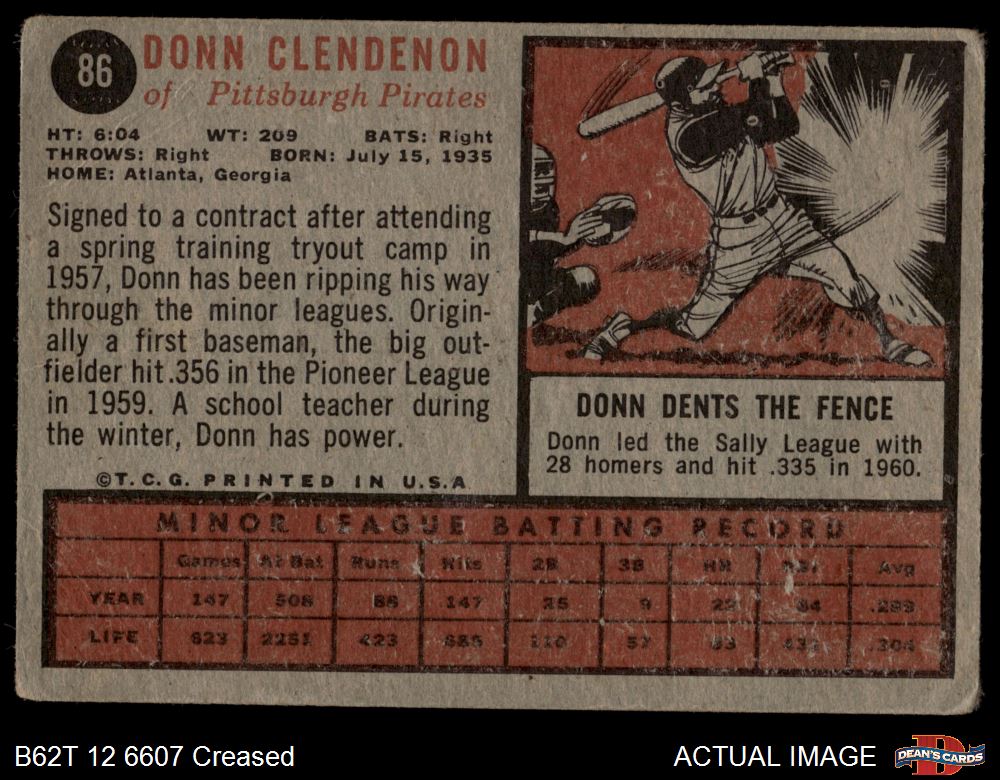 86
DONN CLENDENON
of Pittsburgh Pirates
HT: 6:04 WT: 209 BATS: Right
THROWS: Right BORN: July 15, 1935
HOME: Atlanta, Georgia
Signed to a contract after attending
a spring training tryout camp in
1957, Donn has been ripping his way
through the minor leagues. Origin-
ally a first baseman, the big out-
fielder hit .356 in the Pioneer League
in 1959. A school teacher during
the winter, Donn has power.
©T.C.G. PRINTED IN U.S.A
DONN DENTS THE FENCE
Donn led the Sally League with
28 homers and hit .335 in 1960.
MINOR LEAGUE BATTING RECORD
Games At Bat Runs Hits 2B 3B HR RBI Avg
YEAR 147 508 86 147 25 9 22
LIFE 623 423 110 57 .304
B62T 12 6607 Creased
ACTUAL IMAGE
DEAN'S CARDS